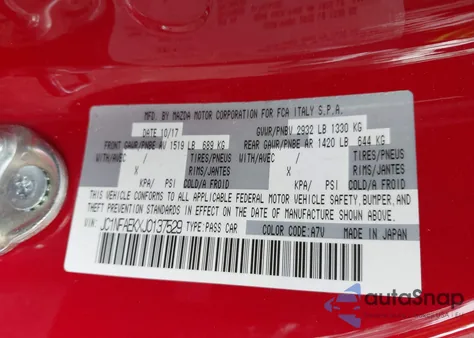 MFD. BY MAZDA MOTOR CORPORATION FOR FCA ITALY S.P.A.
DATE 10/17 GVWR/PNBV 2932 LB 1330 KG
FRONT GAWR/PNBE AV 1519 LB 689 KG REAR GAWR/PNBE AR 1420 LB 644 KG
WITH/AVEC / TIRES/PNEUS WITH/AVEC / TIRES/PNEUS
X RIMS/JANTES X RIMS/JANTES
KPA/ PSI COLD/A FROID KPA/ PSI COLD/A FROID
THIS VEHICLE CONFORMS TO ALL APPLICABLE FEDERAL MOTOR VEHICLE SAFETY, BUMPER, AND
THEFT PREVENTION STANDARDS IN EFFECT ON THE DATE OF MANUFACTURE SHOWN ABOVE.
VIN: JC1NFAEKXJ0137529 TYPE:PASS CAR COLOR CODE:A7V MADE IN JAPAN
autoSnap